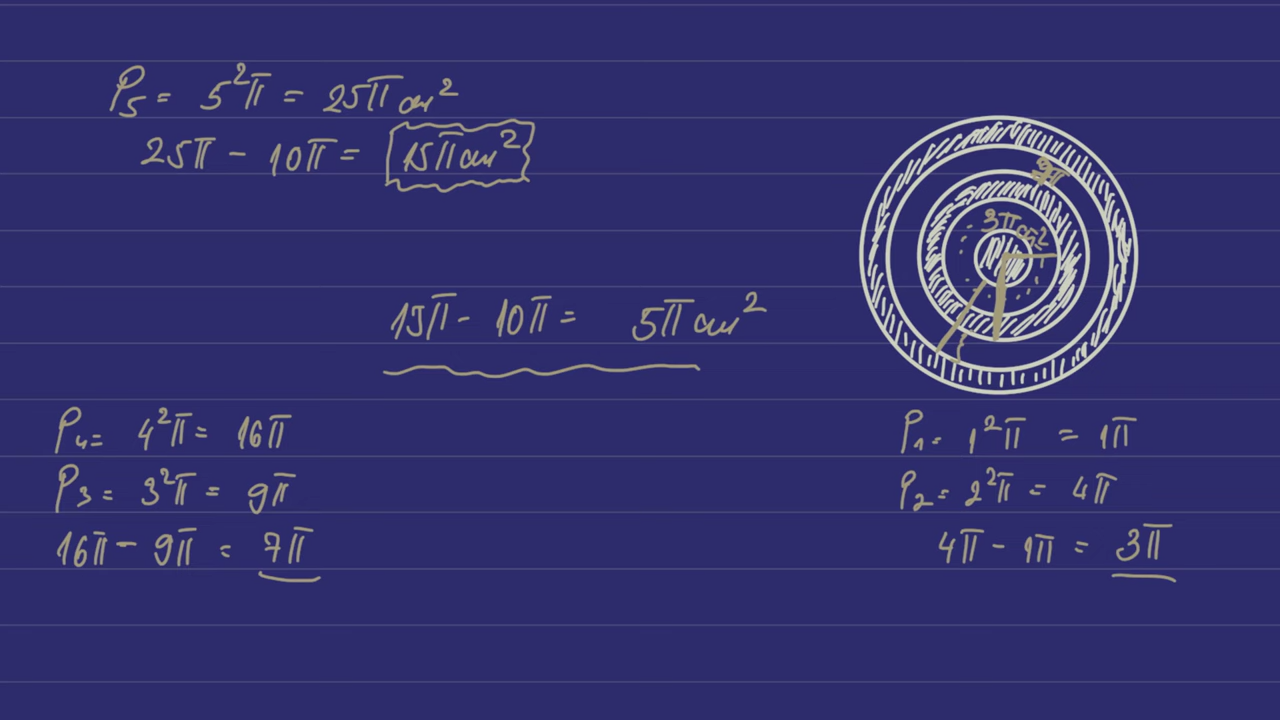 P₅ = 5²π = 25π cm²
25π - 10π = 15π cm²
3π cm²
15π - 10π = 5π cm²
P₄ = 4²π = 16π
P₃ = 3²π = 9π
16π - 9π = 7π
P₁ = 1²π = 1π
P₂ = 2²π = 4π
4π - 1π = 3π